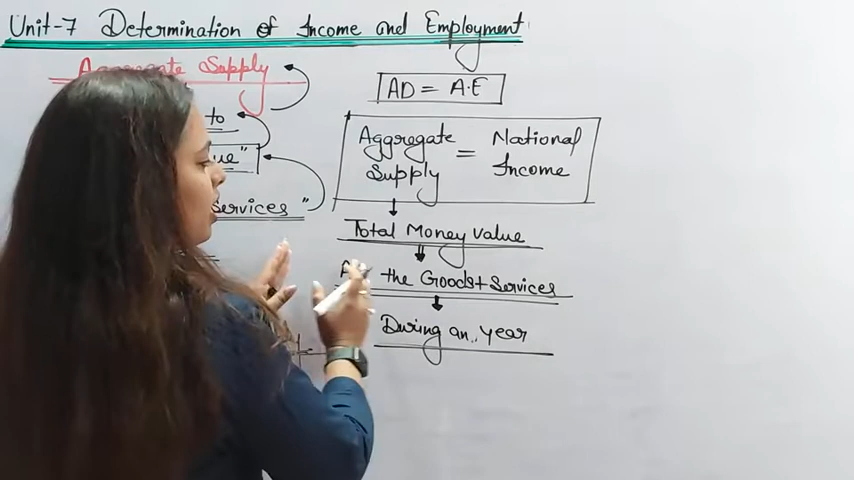 Unit-7 Determination of Income and Employment
Aggregate Supply
to
Services"
AD = A.E
Aggregate Supply = National Income
Total Money value
the Goods + Services
During an year